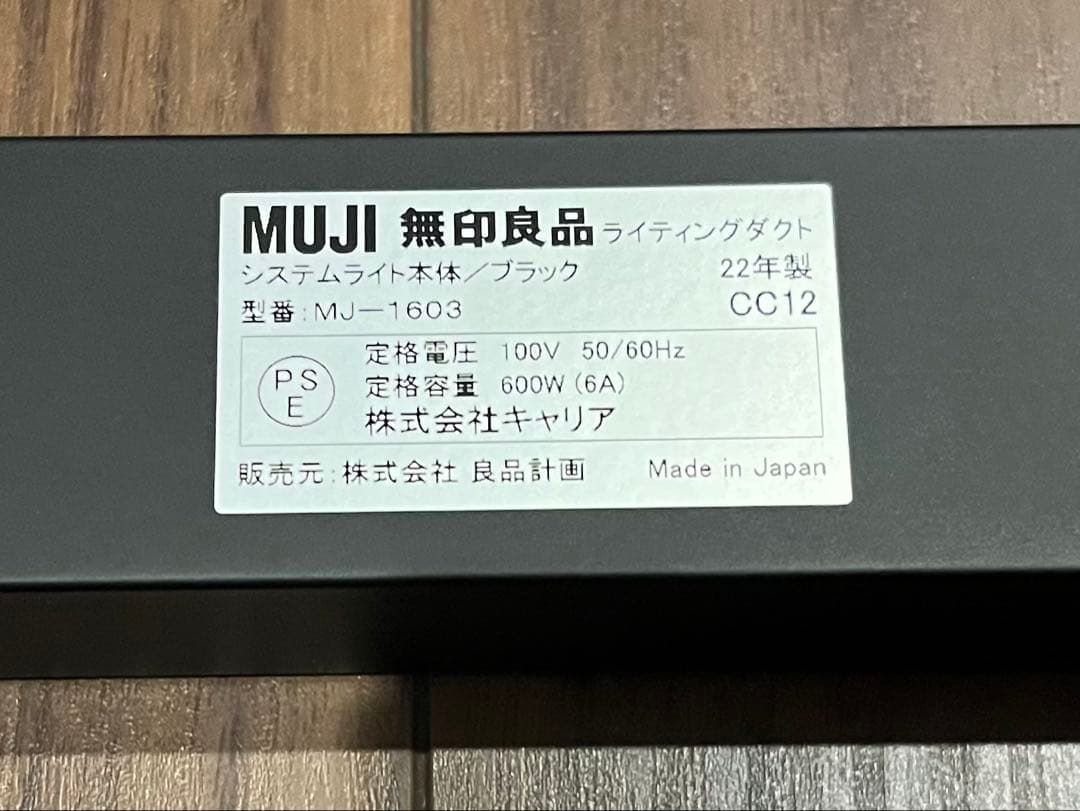 MUJI 無印良品 ライティングダクト
システムライト本体／ブラック 22年製
型番:MJ－1603 CC12
PS
E
定格電圧 100V 50/60Hz
定格容量 600W(6A)
株式会社キャリア
販売元:株式会社 良品計画 Made in Japan